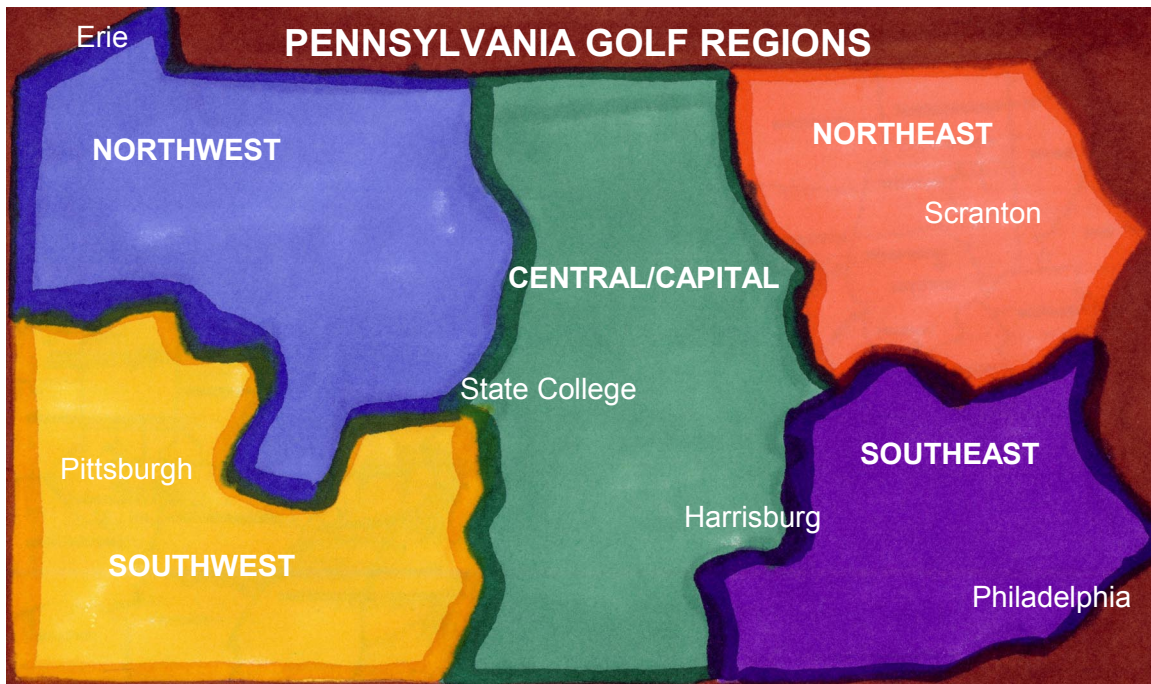 Erie
PENNSYLVANIA GOLF REGIONS
NORTHWEST
NORTHEAST
Scranton
CENTRAL/CAPITAL
State College
Pittsburgh
SOUTHEAST
Harrisburg
SOUTHWEST
Philadelphia